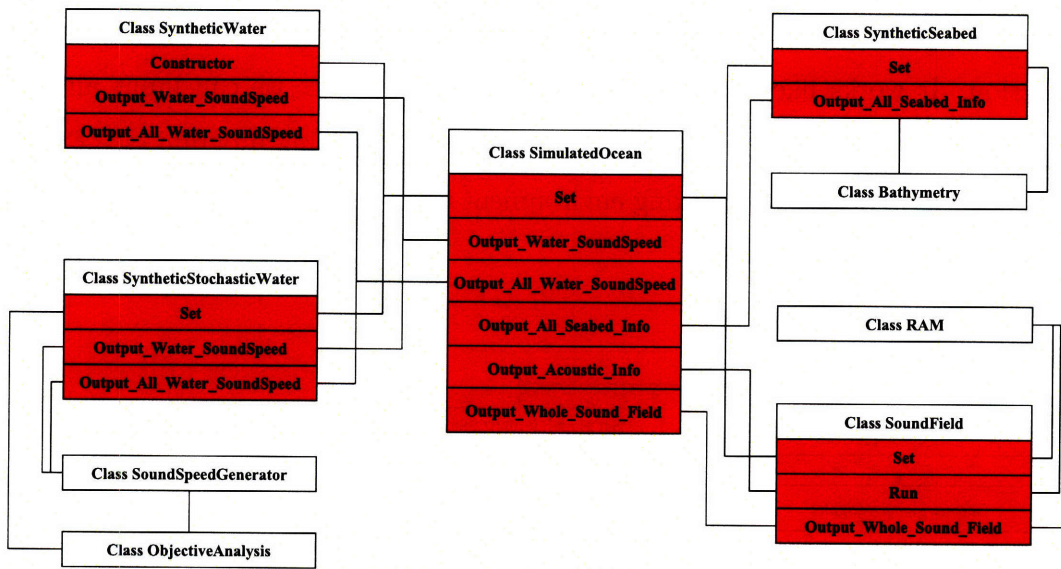 Class SyntheticWater
Constructor
Output_Water_SoundSpeed
Output_All_Water_SoundSpeed
Class SyntheticStochasticWater
Set
Output_Water_SoundSpeed
Output_All_Water_SoundSpeed
Class SoundSpeedGenerator
Class ObjectiveAnalysis
Class SimulatedOcean
Set
Output_Water_SoundSpeed
Output_All_Water_SoundSpeed
Output_All_Seabed_Info
Output_Acoustic_Info
Output_Whole_Sound_Field
Class SyntheticSeabed
Set
Output_All_Seabed_Info
Class Bathymetry
Class RAM
Class SoundField
Set
Run
Output_Whole_Sound_Field